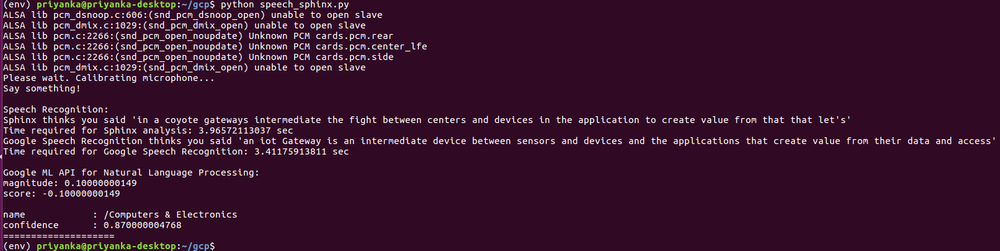 (env) priyanka@priyanka-desktop:~/gcp$ python speech_sphinx.py
ALSA lib pcm_dsnoop.c:606:(snd_pcm_dsnoop_open) unable to open slave
ALSA lib pcm_dmix.c:1029:(snd_pcm_dmix_open) unable to open slave
ALSA lib pcm.c:2266:(snd_pcm_open_noupdate) Unknown PCM cards.pcm.rear
ALSA lib pcm.c:2266:(snd_pcm_open_noupdate) Unknown PCM cards.pcm.center_lfe
ALSA lib pcm.c:2266:(snd_pcm_open_noupdate) Unknown PCM cards.pcm.side
ALSA lib pcm_dmix.c:1029:(snd_pcm_dmix_open) unable to open slave
Please wait. Calibrating microphone...
Say something!
Speech Recognition:
Sphinx thinks you said 'in a coyote gateways intermediate the fight between centers and devices in the application to create value from that that let's'
Time required for Sphinx analysis: 3.96572113037 sec
Google Speech Recognition thinks you said 'an iot Gateway is an intermediate device between sensors and devices and the applications that create value from their data and access'
Time required for Google Speech Recognition: 3.41175913811 sec
Google ML API for Natural Language Processing:
magnitude: 0.10000000149
score: -0.10000000149
name            : /Computers & Electronics
confidence      : 0.870000004768
====================
(env) priyanka@priyanka-desktop:~/gcp$